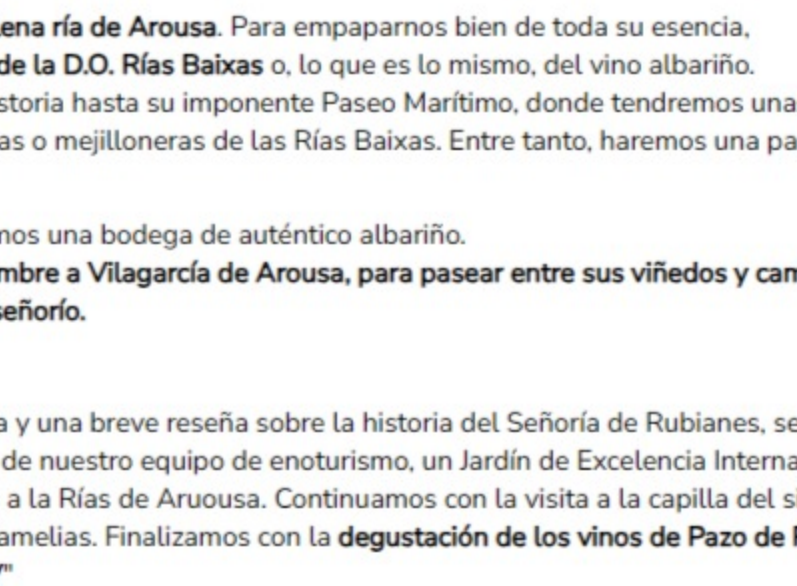 ena ría de Arousa. Para empaparnos bien de toda su esencia,
de la D.O. Rías Baixas o, lo que es lo mismo, del vino albariño.
storia hasta su imponente Paseo Marítimo, donde tendremos una
as o mejilloneras de las Rías Baixas. Entre tanto, haremos una pa
mos una bodega de auténtico albariño.
mbre a Vilagarcía de Arousa, para pasear entre sus viñedos y cam
señorío.
a y una breve reseña sobre la historia del Señoría de Rubianes, se
de nuestro equipo de enoturismo, un Jardín de Excelencia Interna
a la Rías de Aruousa. Continuamos con la visita a la capilla del si
amelias. Finalizamos con la degustación de los vinos de Pazo de
"